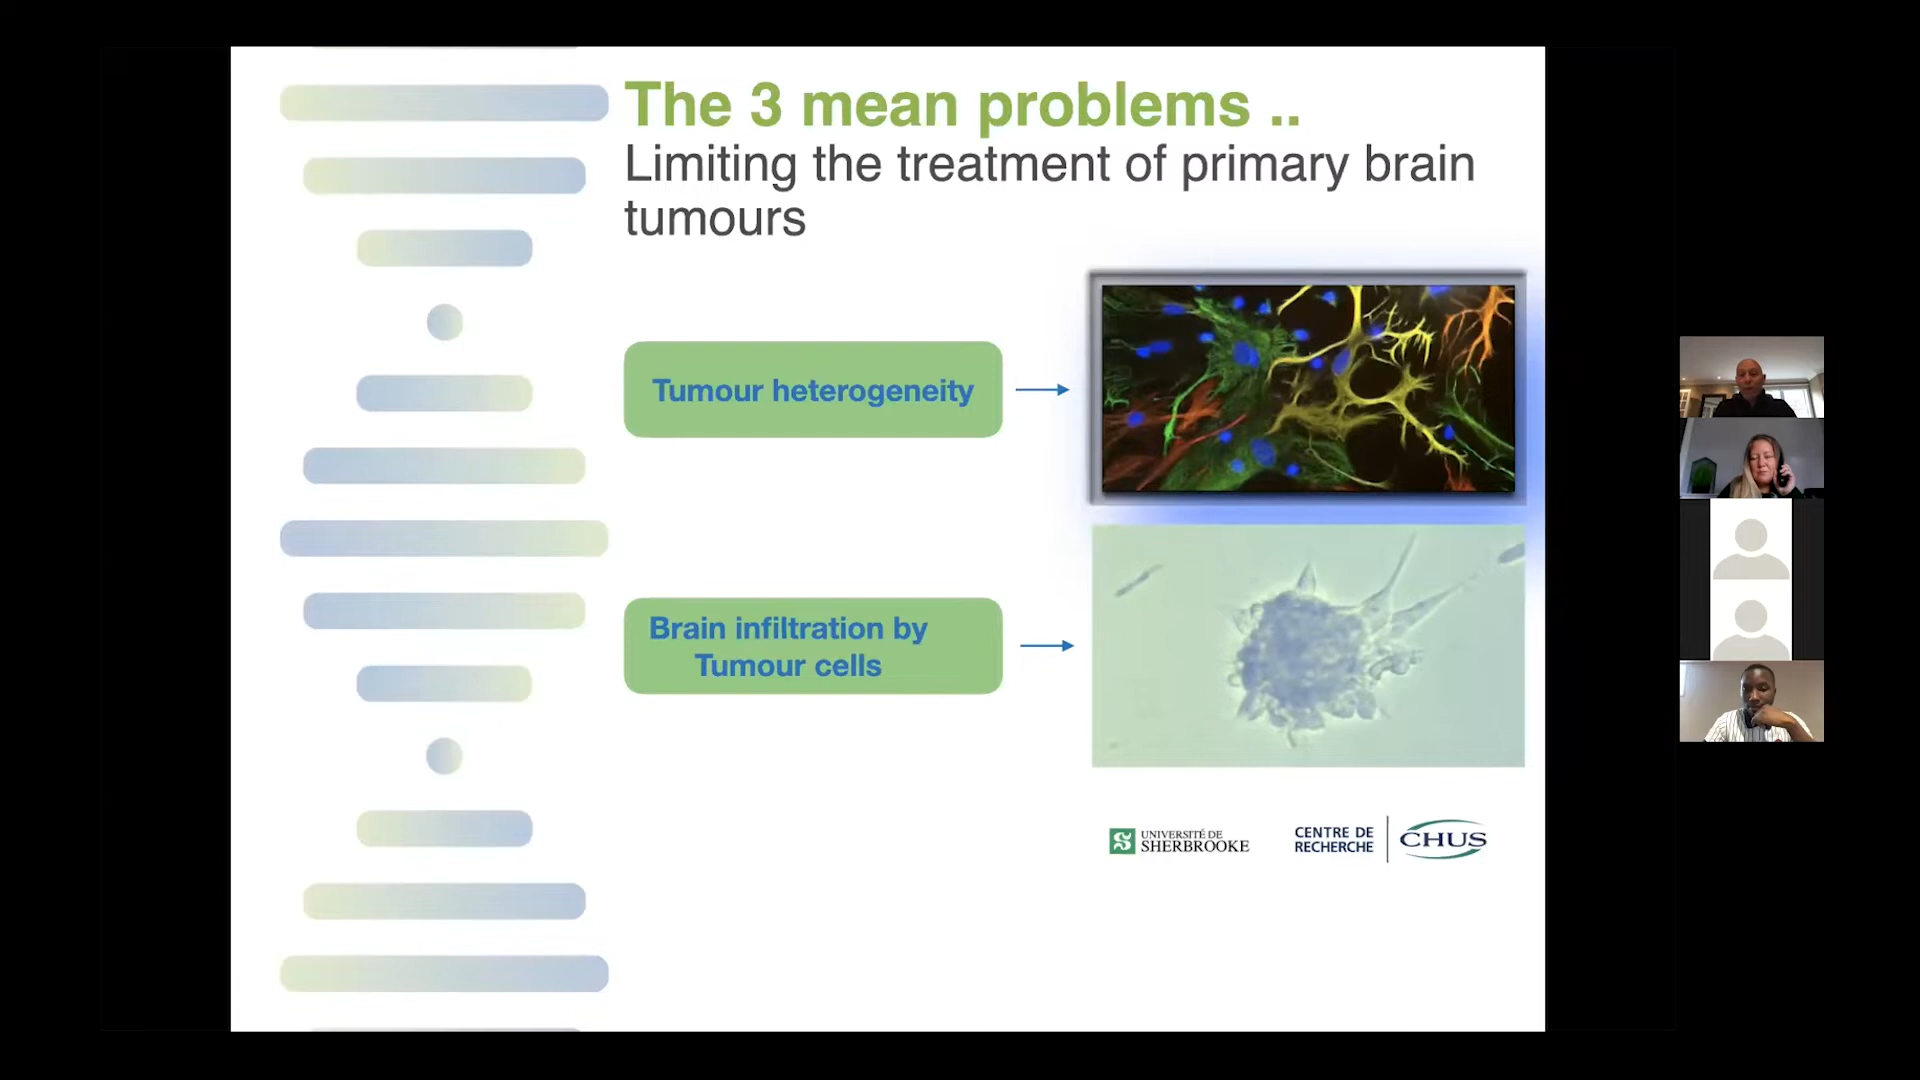 The 3 mean problems ..
Limiting the treatment of primary brain
tumours
Tumour heterogeneity
Brain infiltration by
Tumour cells
UNIVERSITÉ DE
SHERBROOKE
CENTRE DE
RECHERCHE
CHUS